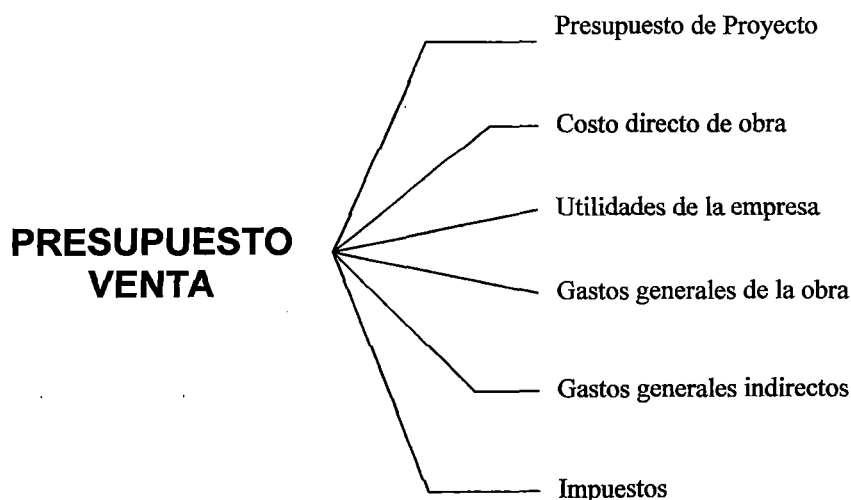 PRESUPUESTO
VENTA
Presupuesto de Proyecto
Costo directo de obra
Utilidades de la empresa
Gastos generales de la obra
Gastos generales indirectos
Impuestos